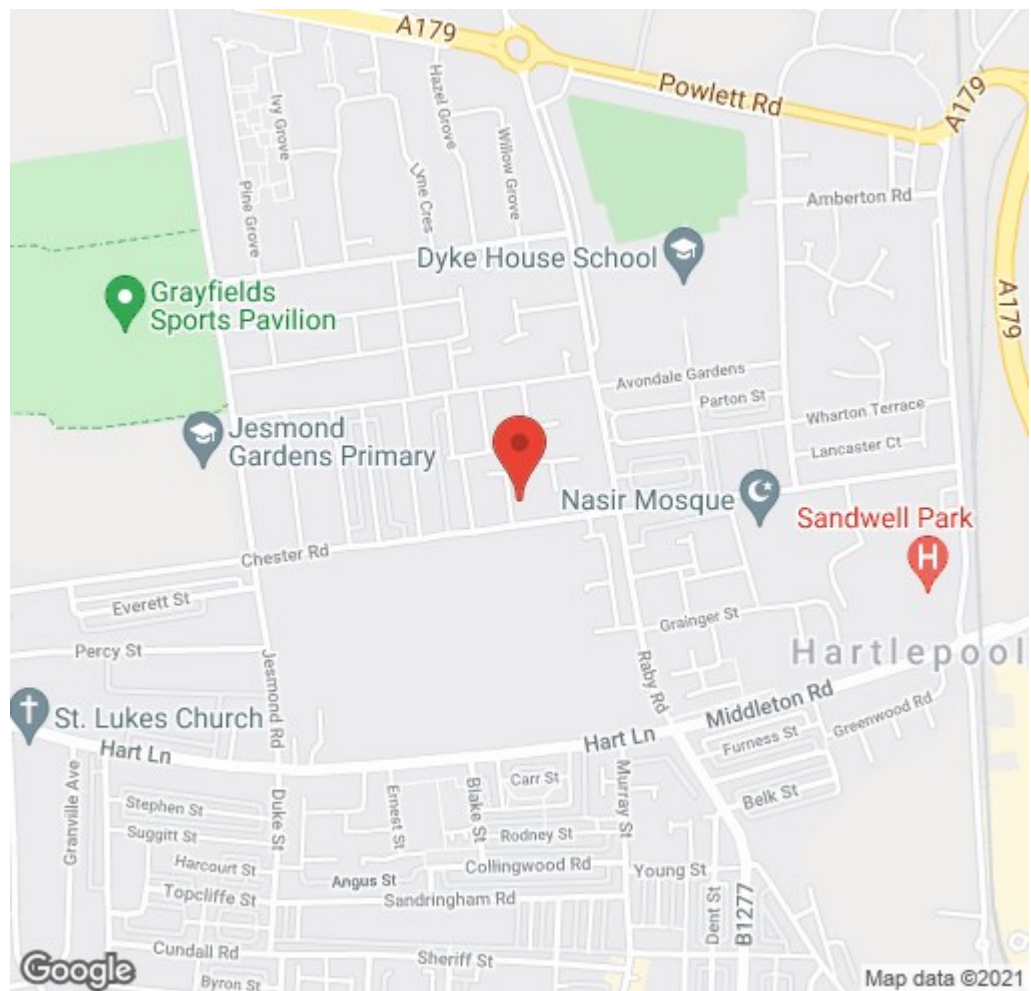 A179
Powlett Rd
A179
Hazel Grove
Ivy Grove
Willow Grove
Lyme Cres
Pine Grove
Amberton Rd
Dyke House School
A179
Grayfields
Sports Pavilion
Avondale Gardens
Parton St
Wharton Terrace
Lancaster Ct
Jesmond
Gardens Primary
Nasir Mosque
Sandwell Park
H
Chester Rd
Everett St
Grainger St
Percy St
Jesmond Rd
Raby Rd
Hartlepool
St. Lukes Church
Middleton Rd
Hart Ln
Hart Ln
Furness St
Greenwood Rd
Granville Ave
Stephen St
Suggitt St
Duke St
Ernest St
Blake St
Carr St
Murray St
Belk St
Rodney St
Harcourt St
Collingwood Rd
Young St
Angus St
Topcliffe St
Sandringham Rd
Dent St
B1277
Cundall Rd
Sheriff St
Byron St
Google
Map data ©2021